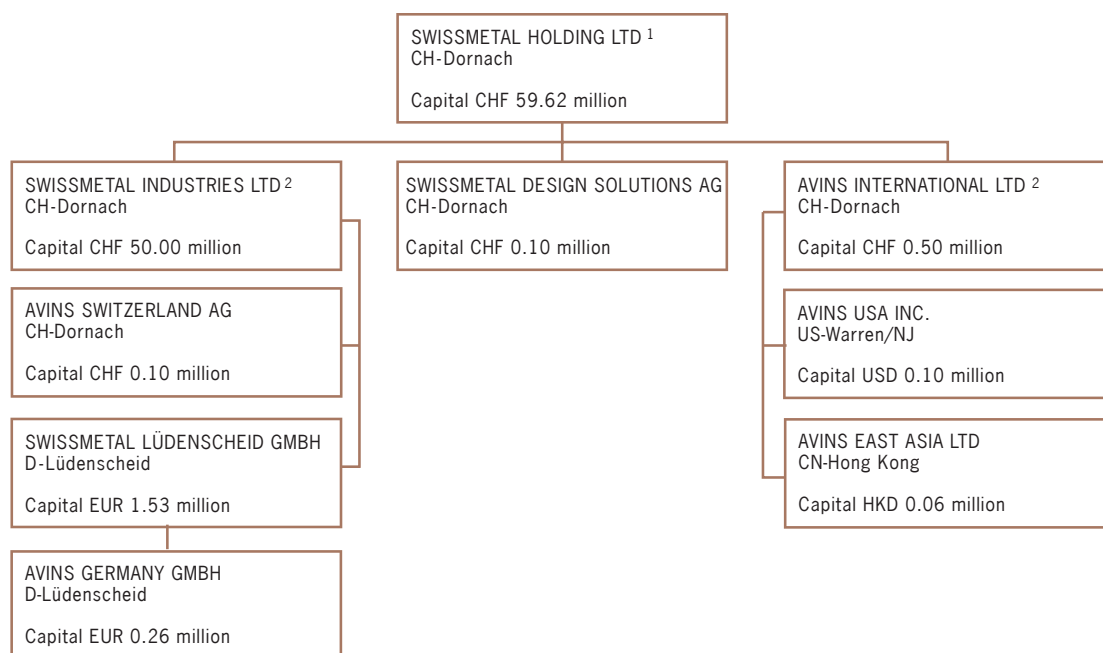 SWISSMETAL HOLDING LTD 1
CH-Dornach
Capital CHF 59.62 million
SWISSMETAL INDUSTRIES LTD 2
CH-Dornach
Capital CHF 50.00 million
SWISSMETAL DESIGN SOLUTIONS AG
CH-Dornach
Capital CHF 0.10 million
AVINS INTERNATIONAL LTD 2
CH-Dornach
Capital CHF 0.50 million
AVINS SWITZERLAND AG
CH-Dornach
Capital CHF 0.10 million
AVINS USA INC.
US-Warren/NJ
Capital USD 0.10 million
SWISSMETAL LÜDENSCHEID GMBH
D-Lüdenscheid
Capital EUR 1.53 million
AVINS EAST ASIA LTD
CN-Hong Kong
Capital HKD 0.06 million
AVINS GERMANY GMBH
D-Lüdenscheid
Capital EUR 0.26 million